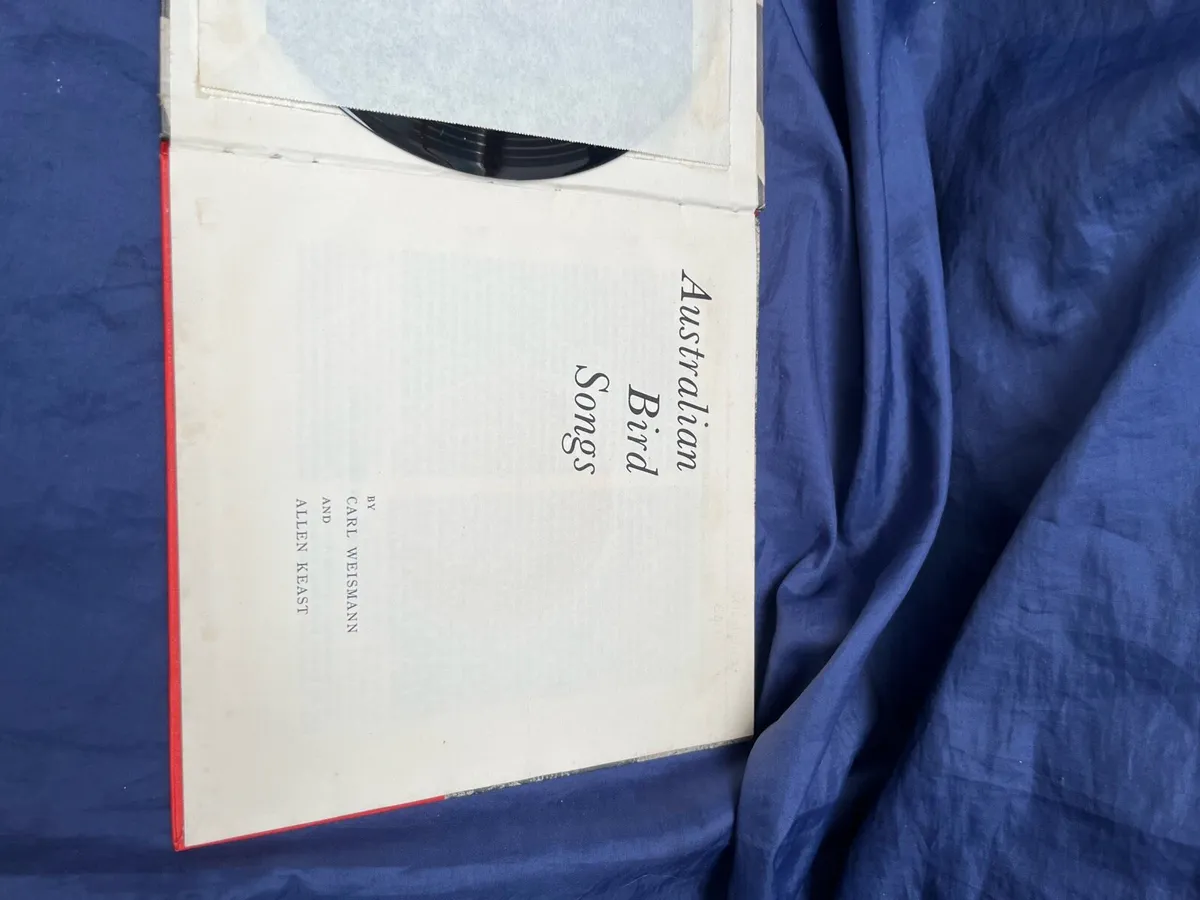 Australian
Bird
Songs
BY
CARL WEISMANN
AND
ALLEN KEAST